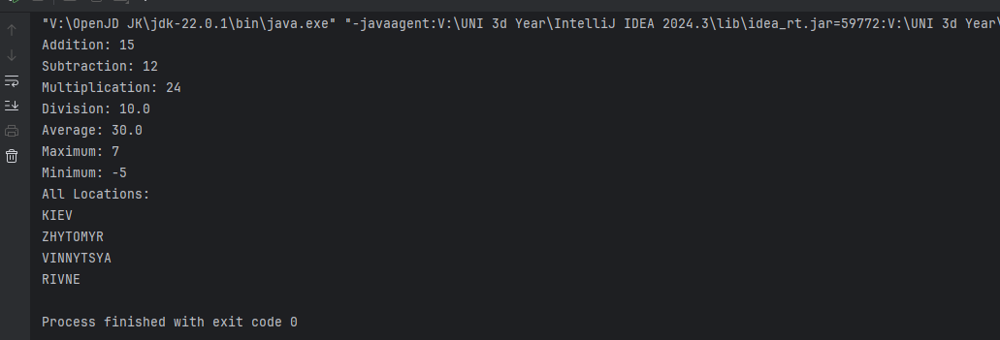 "V:\OpenJD JK\jdk-22.0.1\bin\java.exe" "-javaagent:V:\UNI 3d Year\IntelliJ IDEA 2024.3\lib\idea_rt.jar=59772:V:\UNI 3d Year\
Addition: 15
Subtraction: 12
Multiplication: 24
Division: 10.0
Average: 30.0
Maximum: 7
Minimum: -5
All Locations:
KIEV
ZHYTOMYR
VINNYTSYA
RIVNE
Process finished with exit code 0